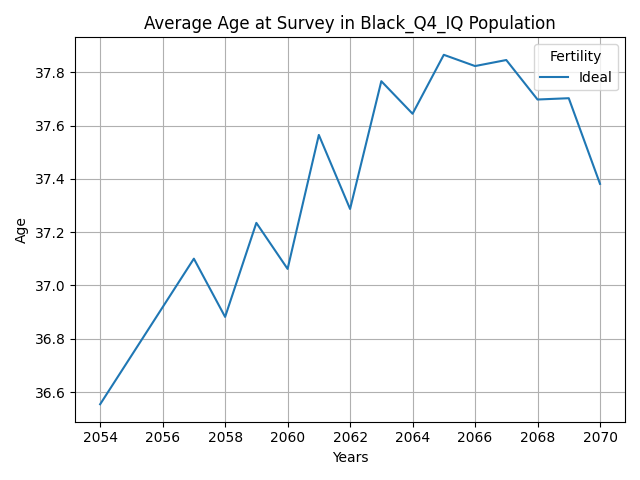 Average Age at Survey in Black_Q4_IQ Population
Fertility
Ideal
37.8
37.6
37.4
37.2
37.0
36.8
36.6
Age
2054 2056 2058 2060 2062 2064 2066 2068 2070
Years